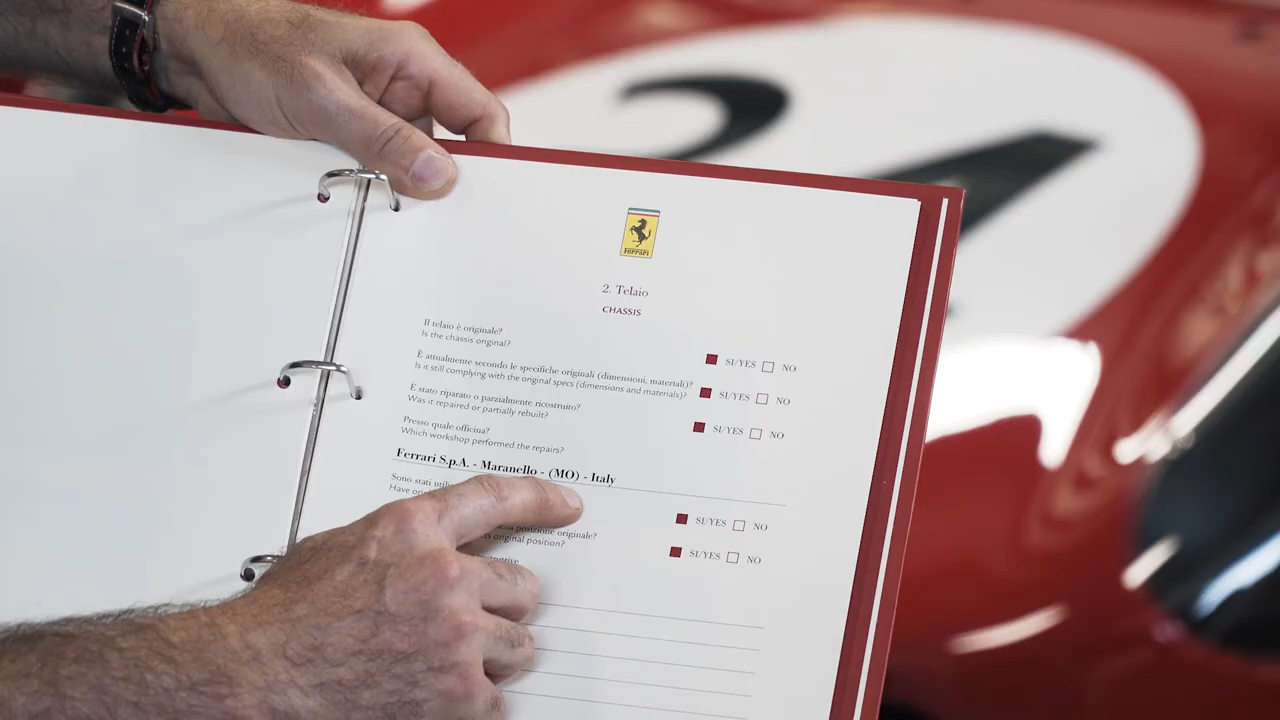 Ferrari
2. Telaio
CHASSIS
Il telaio è originale?
Is the chassis original?
SI/YES NO
È attualmente secondo le specifiche originali (dimensioni, materiali)?
Is it still complying with the original specs (dimensions and materials)?
SI/YES NO
È stato riparato o parzialmente ricostruito?
Was it repaired or partially rebuilt?
SI/YES NO
Presso quale officina?
Which workshop performed the repairs?
Ferrari S.p.A. - Maranello - (MO) - Italy
Sono stati
Have
SI/YES NO
posizione originale?
original position?
SI/YES NO
24